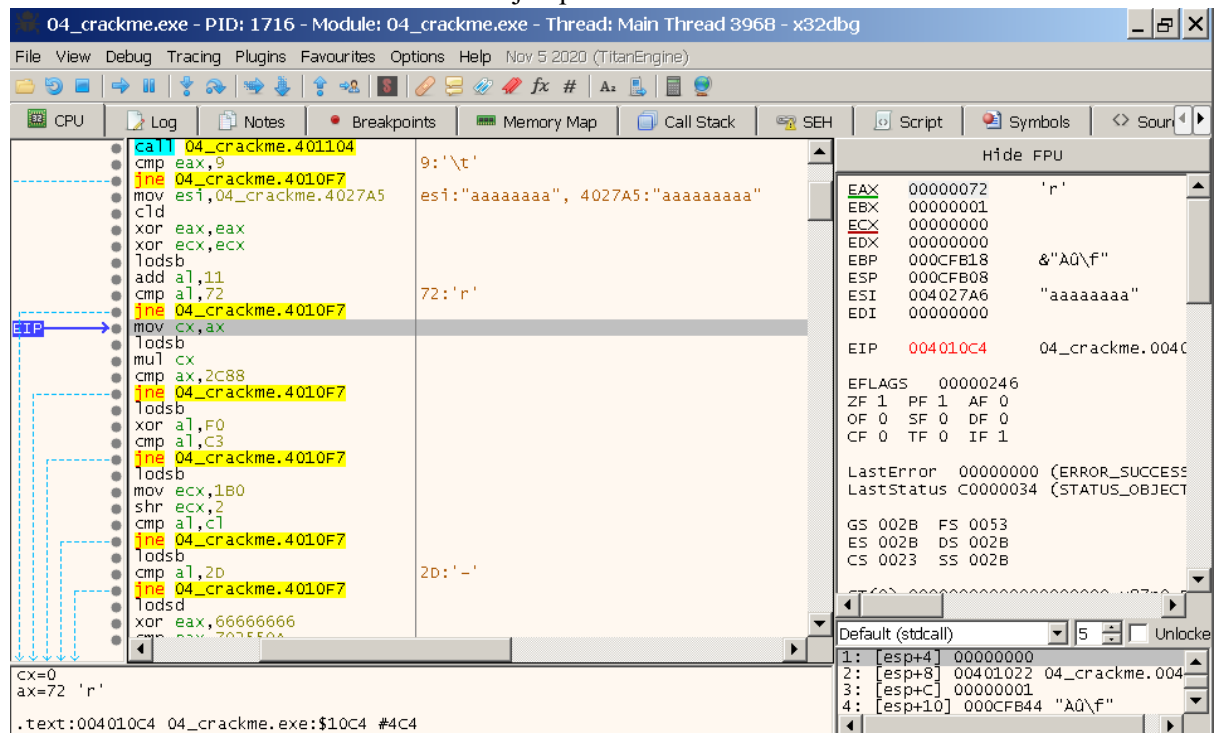 04_crackme.exe - PID: 1716 - Module: 04_crackme.exe - Thread: Main Thread 3968 - x32dbg
File View Debug Tracing Plugins Favourites Options Help Nov 5 2020 (TitanEngine)
CPU Log Notes Breakpoints Memory Map Call Stack SEH Script Symbols Sour
call 04_crackme.401104
cmp eax,9 9:'\t'
jne 04_crackme.4010F7
mov esi,04_crackme.4027A5 esi:"aaaaaaaa", 4027A5:"aaaaaaaaa"
cld
xor eax,eax
xor ecx,ecx
lodsb
add al,11
cmp al,72 72:'r'
jne 04_crackme.4010F7
EIP mov cx,ax
lodsb
mul cx
cmp ax,2C88
jne 04_crackme.4010F7
lodsb
xor al,F0
cmp al,C3
jne 04_crackme.4010F7
lodsb
mov ecx,1B0
shr ecx,2
cmp al,cl
jne 04_crackme.4010F7
lodsb
cmp al,2D 2D:'-'
jne 04_crackme.4010F7
lodsd
xor eax,66666666
Hide FPU
EAX 00000072 'r'
EBX 00000001
ECX 00000000
EDX 00000000
EBP 000CFB18 &"Aû\f"
ESP 000CFB08
ESI 004027A6 "aaaaaaaa"
EDI 00000000
EIP 004010C4 04_crackme.0040
EFLAGS 00000246
ZF 1 PF 1 AF 0
OF 0 SF 0 DF 0
CF 0 TF 0 IF 1
LastError 00000000 (ERROR_SUCCESS
LastStatus C0000034 (STATUS_OBJECT
GS 002B FS 0053
ES 002B DS 002B
CS 0023 SS 002B
Default (stdcall) 5 Unlocke
1: [esp+4] 00000000
2: [esp+8] 00401022 04_crackme.004
3: [esp+C] 00000001
4: [esp+10] 000CFB44 "Aû\f"
cx=0
ax=72 'r'
.text:004010C4 04_crackme.exe:$10C4 #4C4